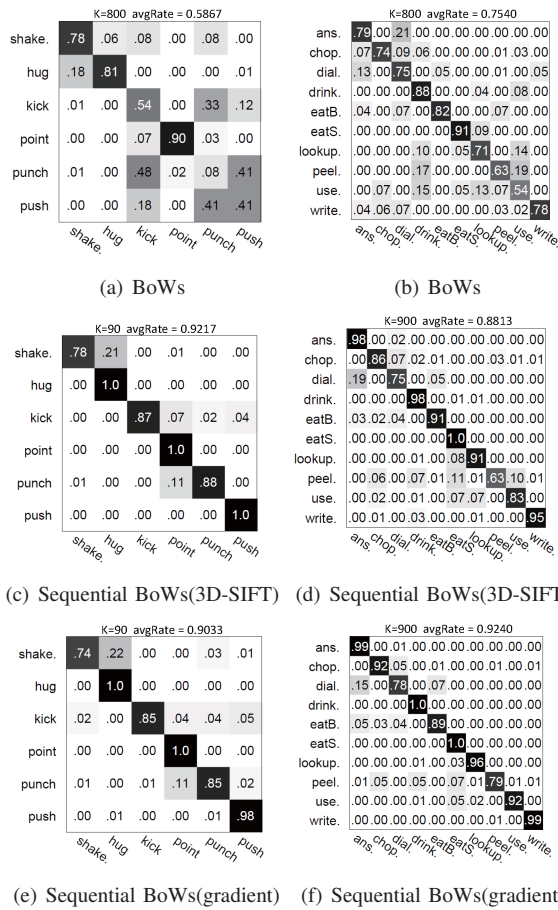 K=800 avgRate = 0.5867
shake. .78 .06 .08 .00 .08 .00
hug .18 .81 .00 .00 .00 .01
kick .01 .00 .54 .00 .33 .12
point .00 .00 .07 .90 .03 .00
punch .01 .00 .48 .02 .08 .41
push .00 .00 .18 .00 .41 .41
shake. hug kick point punch push
(a) BoWs
K=800 avgRate = 0.7540
ans. .79 .00 .21 .00 .00 .00 .00 .00 .00 .00
chop. .07 .74 .09 .06 .00 .00 .00 .01 .03 .00
dial. .13 .00 .75 .00 .05 .00 .01 .00 .01 .05
drink. .00 .00 .00 .88 .00 .00 .04 .00 .08 .00
eatB. .04 .00 .07 .00 .82 .00 .00 .07 .00 .00
eatS. .00 .00 .00 .00 .00 .91 .09 .00 .00 .00
lookup. .00 .00 .00 .10 .00 .05 .71 .00 .14 .00
peel. .00 .00 .00 .17 .00 .00 .00 .63 .19 .00
use. .00 .07 .00 .15 .00 .05 .13 .07 .54 .00
write. .04 .06 .07 .00 .00 .00 .00 .03 .02 .78
ans. chop. dial. drink. eatB. eatS. lookup. peel. use. write.
(b) BoWs
K=90 avgRate = 0.9217
shake. .78 .21 .00 .01 .00 .00
hug .00 1.0 .00 .00 .00 .00
kick .00 .00 .87 .07 .02 .04
point .00 .00 .00 1.0 .00 .00
punch .01 .00 .00 .11 .88 .00
push .00 .00 .00 .00 .00 1.0
shake. hug kick point punch push
(c) Sequential BoWs(3D-SIFT)
K=900 avgRate = 0.8813
ans. .98 .00 .02 .00 .00 .00 .00 .00 .00 .00
chop. .00 .86 .07 .02 .01 .00 .00 .03 .01 .01
dial. .19 .00 .75 .00 .05 .00 .00 .00 .00 .00
drink. .00 .00 .00 .98 .00 .01 .01 .00 .00 .00
eatB. .03 .02 .04 .00 .91 .00 .00 .00 .00 .00
eatS. .00 .00 .00 .00 .00 1.0 .00 .00 .00 .00
lookup. .00 .00 .00 .01 .00 .08 .91 .00 .00 .00
peel. .00 .06 .00 .07 .01 .11 .01 .63 .10 .01
use. .00 .02 .00 .01 .00 .07 .07 .00 .83 .00
write. .00 .01 .00 .03 .00 .00 .00 .01 .00 .95
ans. chop. dial. drink. eatB. eatS. lookup. peel. use. write.
(d) Sequential BoWs(3D-SIFT
K=90 avgRate = 0.9033
shake. .74 .22 .00 .00 .03 .01
hug .00 1.0 .00 .00 .00 .00
kick .02 .00 .85 .04 .04 .05
point .00 .00 .00 1.0 .00 .00
punch .01 .00 .01 .11 .85 .02
push .00 .01 .00 .00 .01 .98
shake. hug kick point punch push
(e) Sequential BoWs(gradient)
K=900 avgRate = 0.9240
ans. .99 .00 .01 .00 .00 .00 .00 .00 .00 .00
chop. .00 .92 .05 .01 .00 .00 .00 .01 .01 .00
dial. .15 .00 .78 .00 .07 .00 .00 .00 .00 .00
drink. .00 .00 .00 1.0 .00 .00 .00 .00 .00 .00
eatB. .05 .03 .04 .00 .89 .00 .00 .00 .00 .00
eatS. .00 .00 .00 .00 .00 1.0 .00 .00 .00 .00
lookup. .00 .00 .00 .01 .00 .03 .96 .00 .00 .00
peel. .01 .05 .00 .05 .00 .07 .01 .79 .01 .01
use. .00 .00 .00 .01 .00 .05 .02 .00 .92 .00
write. .00 .00 .00 .00 .00 .00 .00 .01 .00 .99
ans. chop. dial. drink. eatB. eatS. lookup. peel. use. write.
(f) Sequential BoWs(gradient